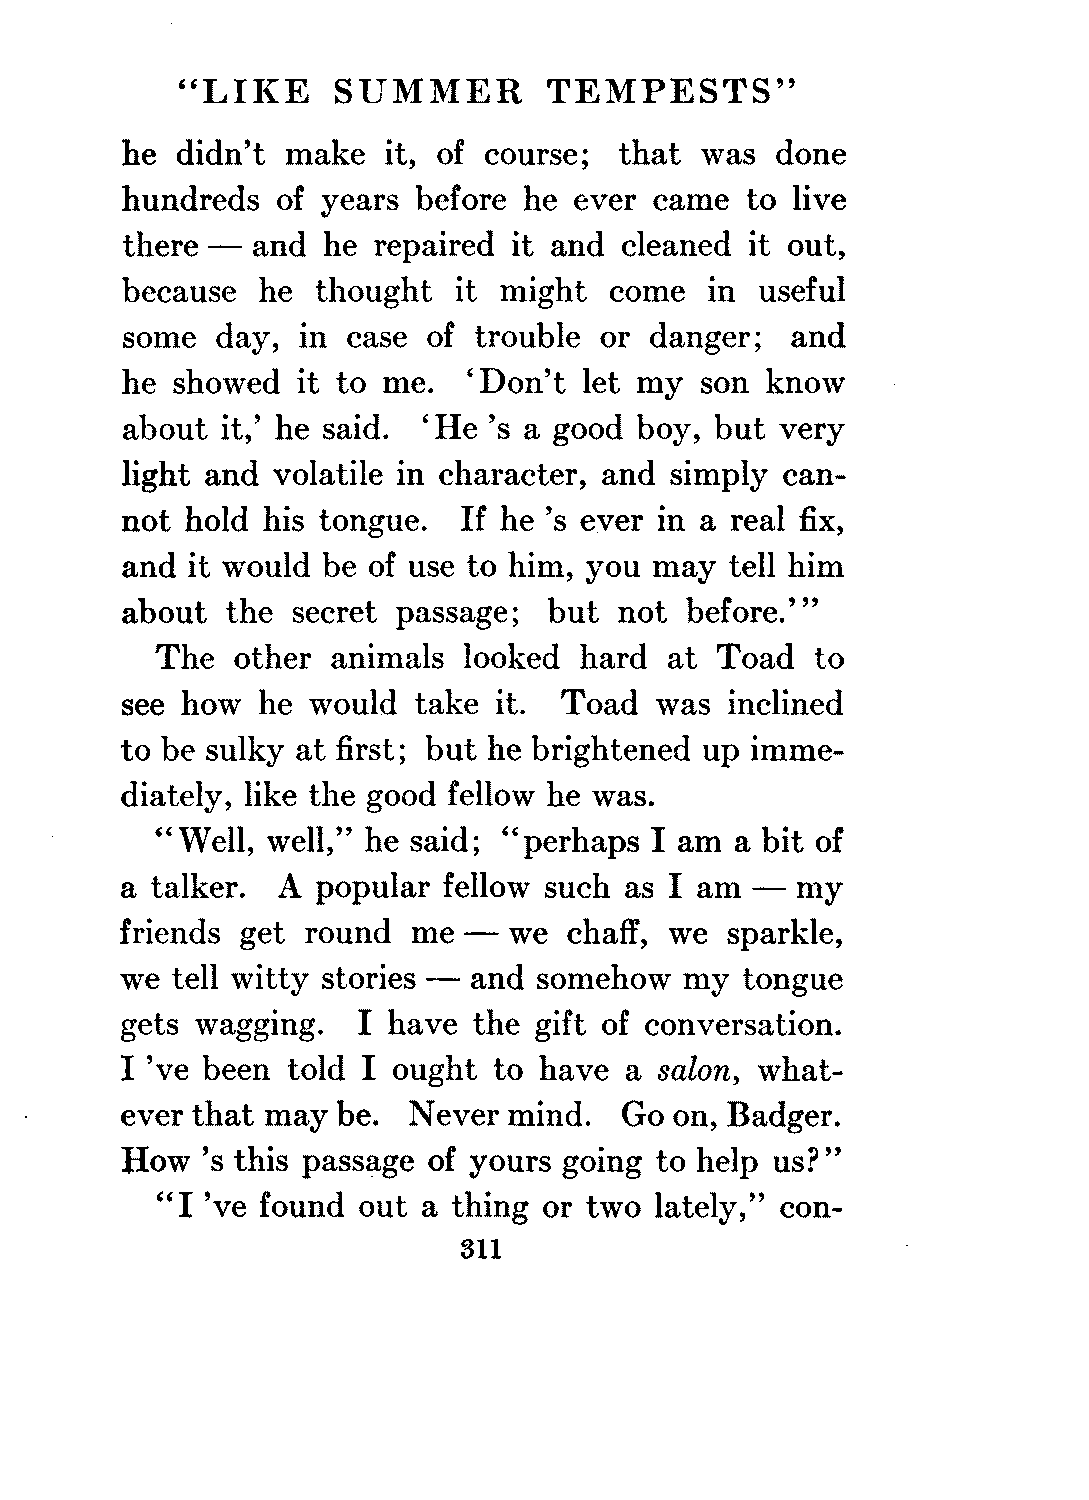 “LIKE SUMMER TEMPESTS”
he didn’t make it, of course; that was done
hundreds of years before he ever came to live
there — and he repaired it and cleaned it out,
because he thought it might come in useful
some day, in case of trouble or danger; and
he showed it to me. ‘Don’t let my son know
about it,’ he said. ‘He ’s a good boy, but very
light and volatile in character, and simply can-
not hold his tongue. If he ’s ever in a real fix,
and it would be of use to him, you may tell him
about the secret passage; but not before.’”
The other animals looked hard at Toad to
see how he would take it. Toad was inclined
to be sulky at first; but he brightened up imme-
diately, like the good fellow he was.
“Well, well,” he said; “perhaps I am a bit of
a talker. A popular fellow such as I am — my
friends get round me — we chaff, we sparkle,
we tell witty stories — and somehow my tongue
gets wagging. I have the gift of conversation.
I ’ve been told I ought to have a salon, what-
ever that may be. Never mind. Go on, Badger.
How ’s this passage of yours going to help us?”
“I ’ve found out a thing or two lately,” con-
311